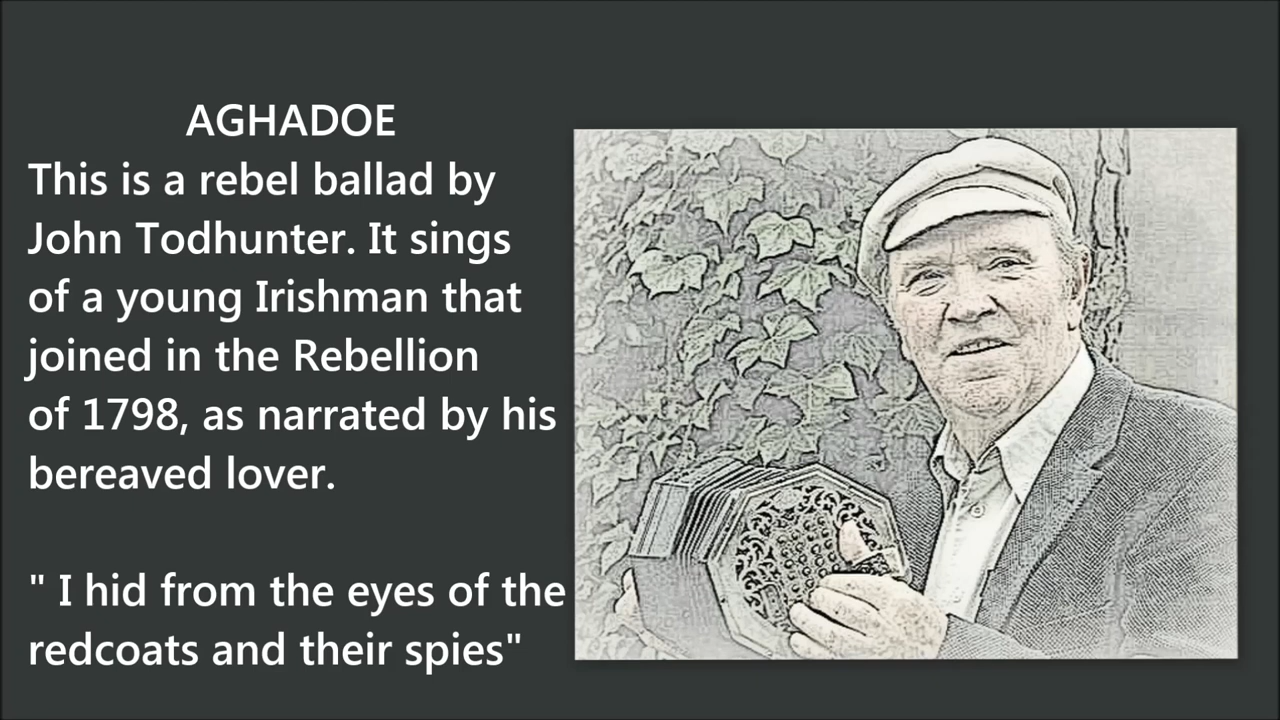 AGHADOE
This is a rebel ballad by
John Todhunter. It sings
of a young Irishman that
joined in the Rebellion
of 1798, as narrated by his
bereaved lover.
" I hid from the eyes of the
redcoats and their spies"